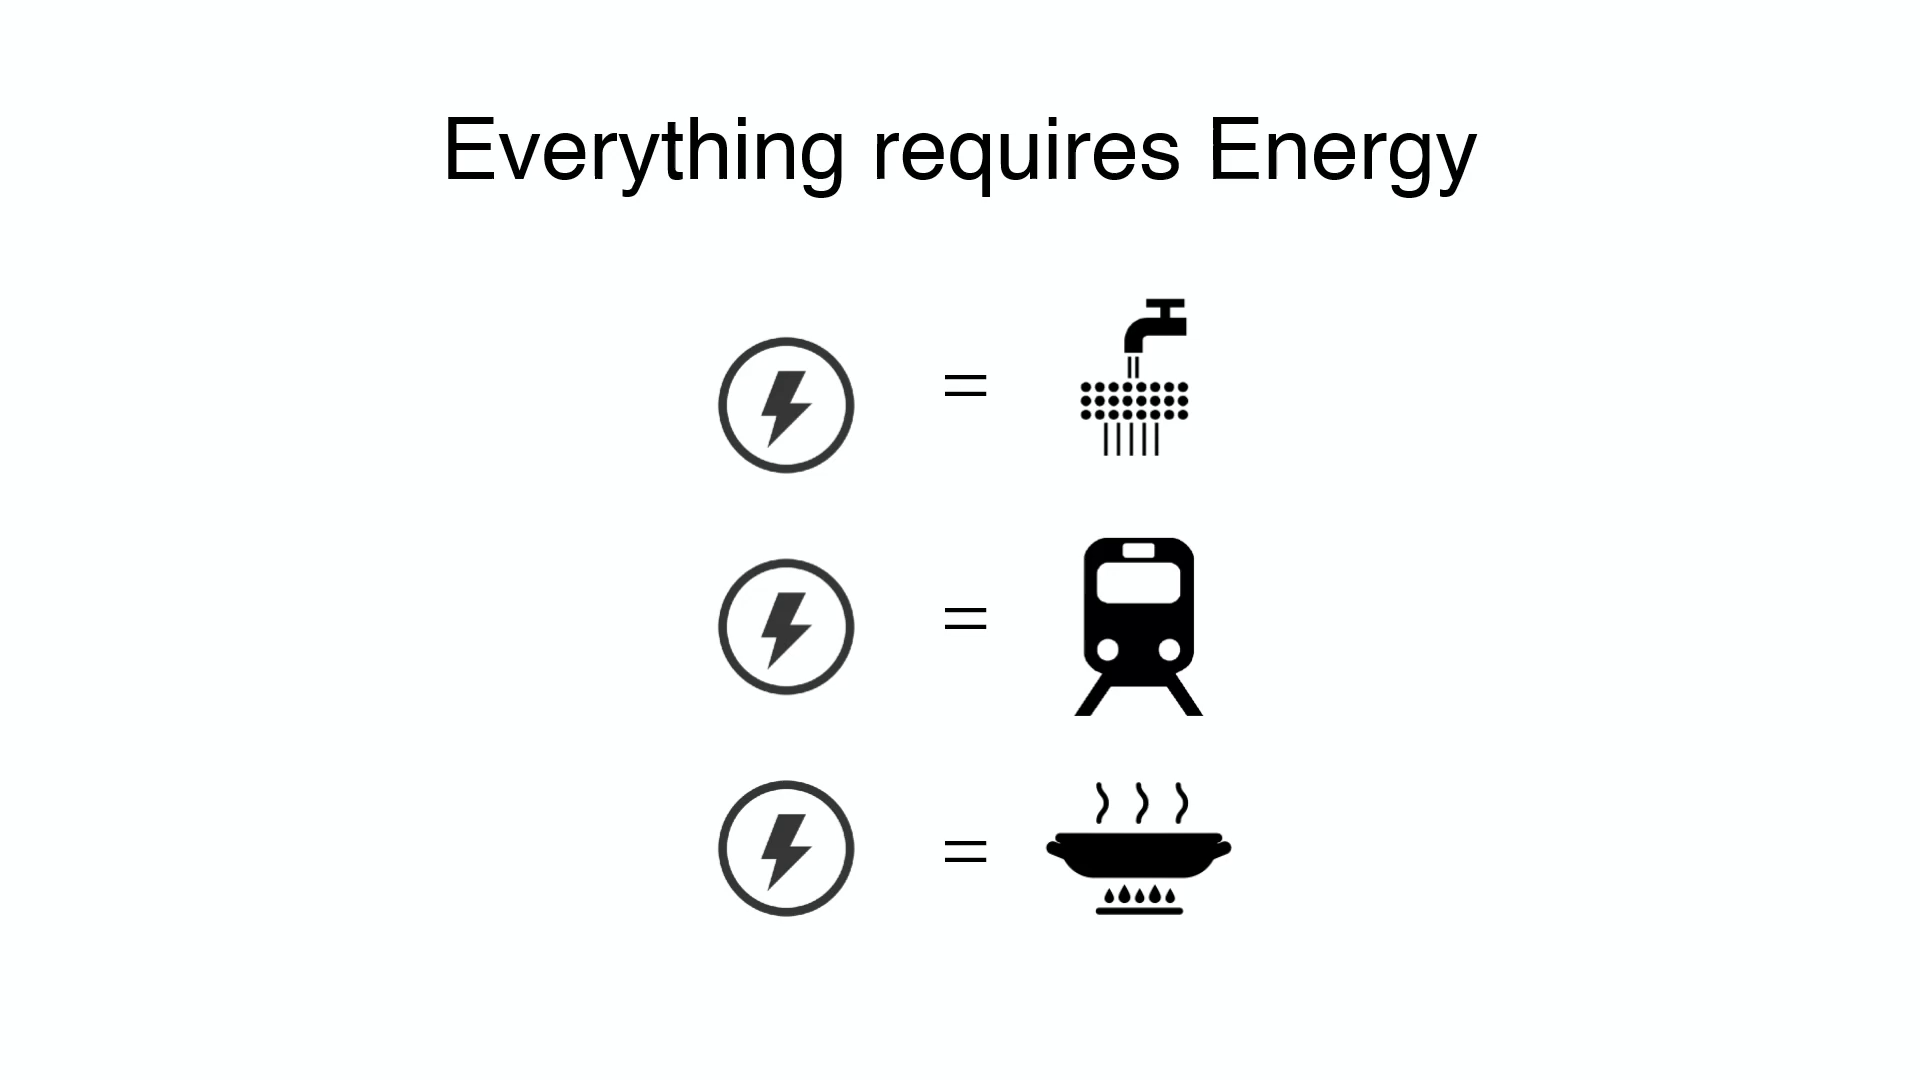 Everything requires Energy
=
=
=